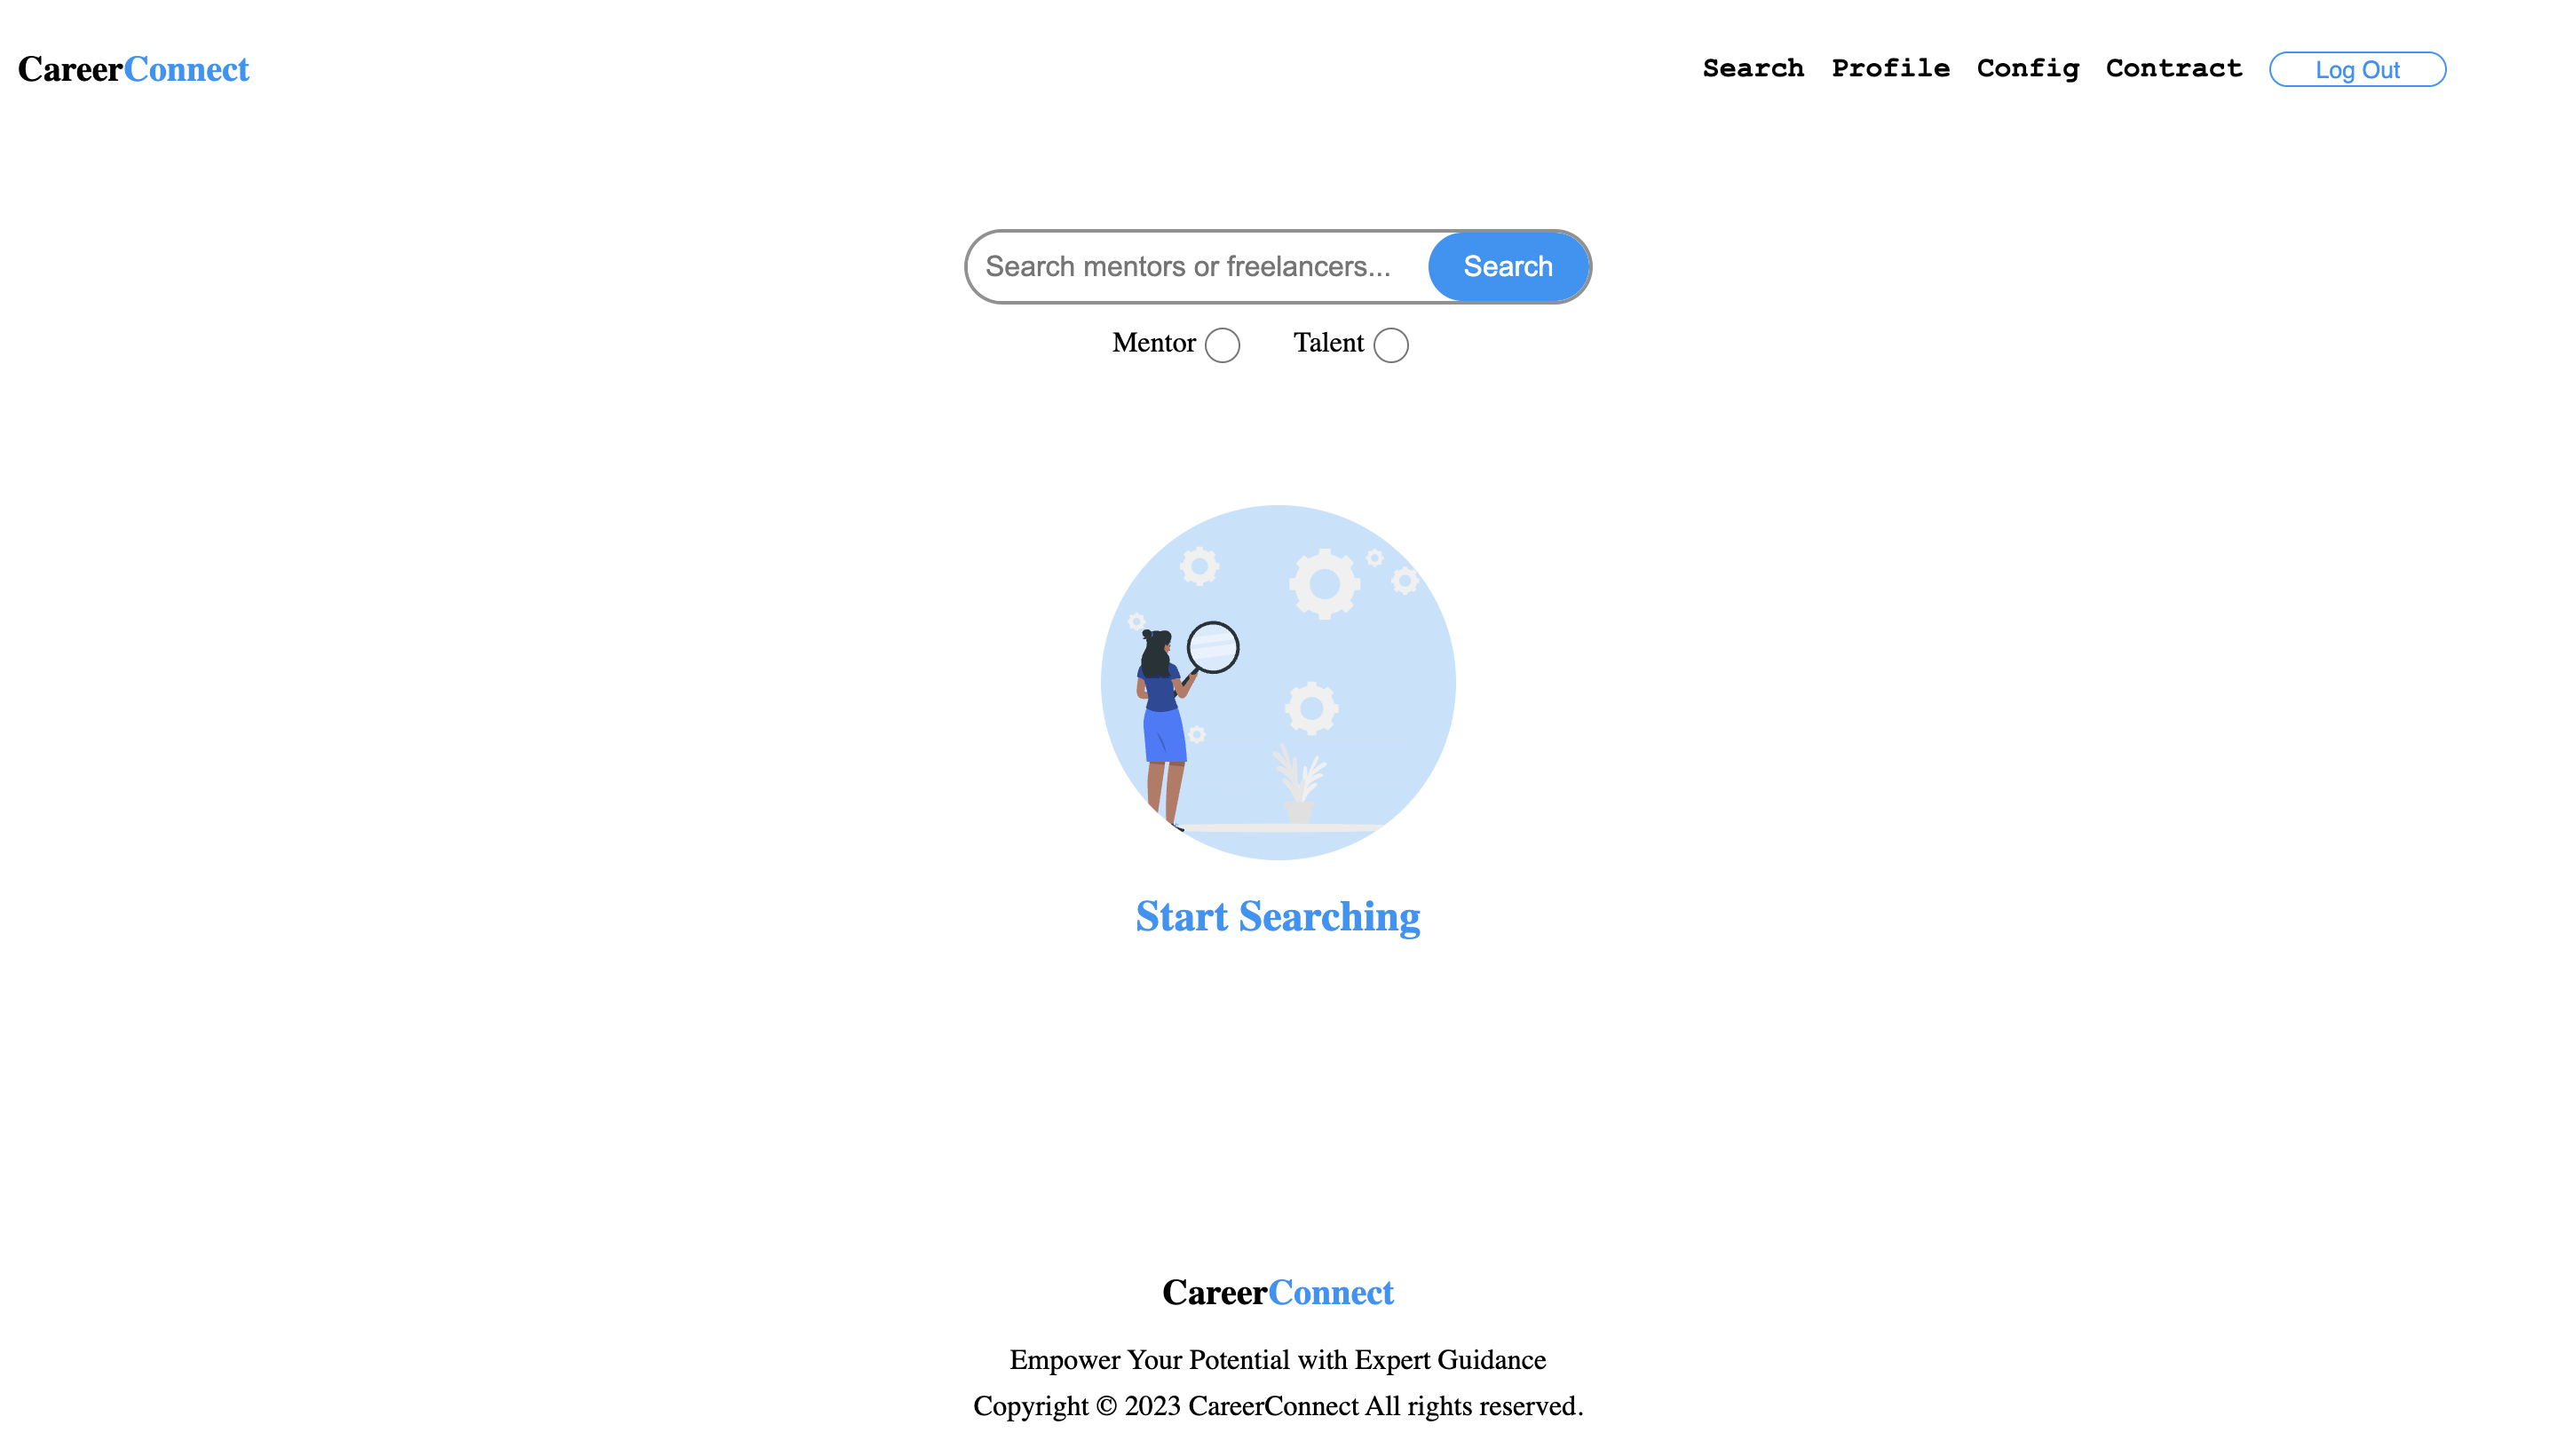 CareerConnect
Search Profile Config Contract Log Out
Search mentors or freelancers... Search
Mentor Talent
Start Searching
CareerConnect
Empower Your Potential with Expert Guidance
Copyright © 2023 CareerConnect All rights reserved.